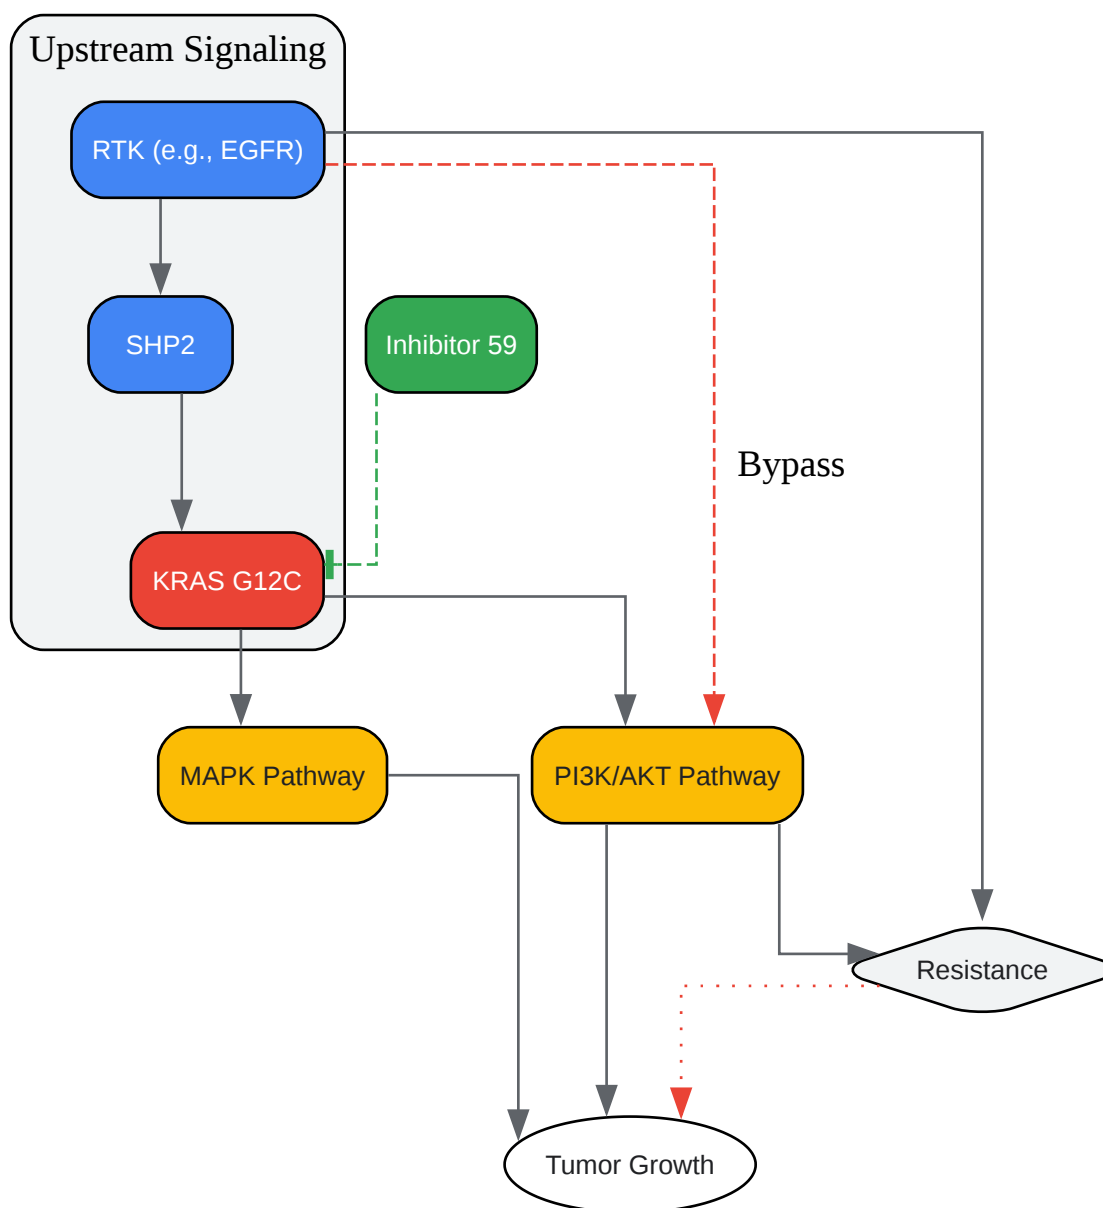 Upstream Signaling
RTK (e.g., EGFR)
SHP2
Inhibitor 59
Bypass
KRAS G12C
MAPK Pathway
PI3K/AKT Pathway
Resistance
Tumor Growth